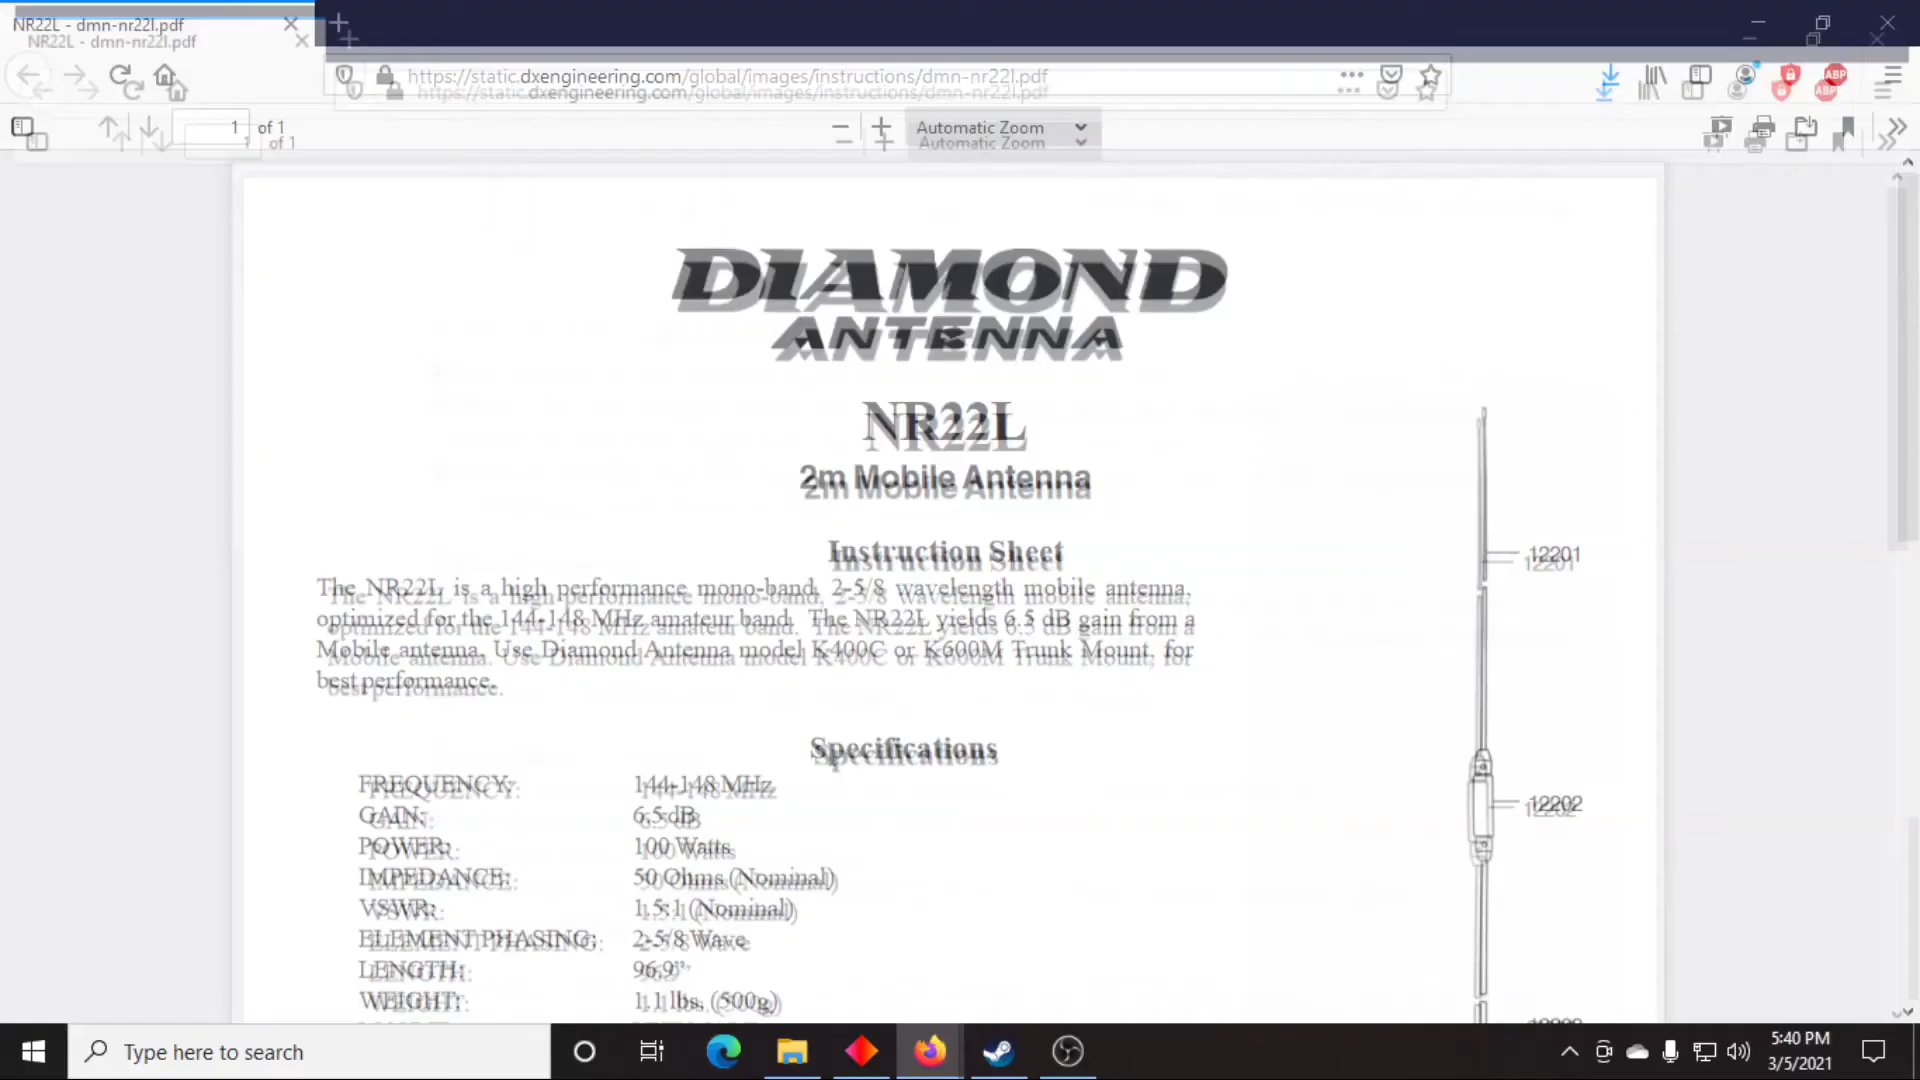 NR22L - dmn-nr22l.pdf
https://static.dxengineering.com/global/images/instructions/dmn-nr22l.pdf
ABP
1 of 1
Automatic Zoom
DIAMOND
ANTENNA
NR22L
2m Mobile Antenna
Instruction Sheet
The NR22L is a high performance mono-band, 2-5/8 wavelength mobile antenna,
optimized for the 144-148 MHz amateur band. The NR22L yields 6.5 dB gain from a
Mobile antenna. Use Diamond Antenna model K400C or K600M Trunk Mount, for
best performance.
12201
Specifications
FREQUENCY: 144-148 MHz
GAIN: 6.5 dB
12202
POWER: 100 Watts
IMPEDANCE: 50 Ohms (Nominal)
VSWR: 1.5:1 (Nominal)
ELEMENT PHASING: 2-5/8 Wave
LENGTH: 96.9"
WEIGHT: 1.1 lbs. (500g)
Type here to search
5:40 PM
3/5/2021